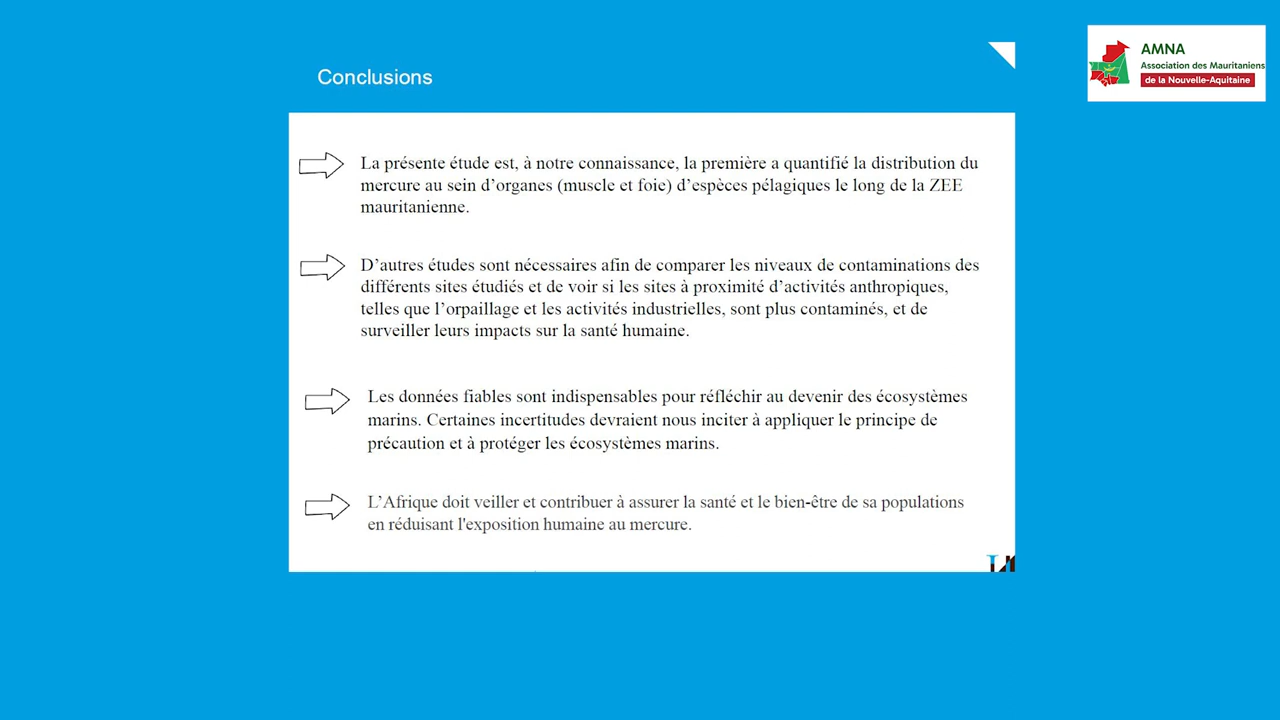 AMNA
Association des Mauritaniens
de la Nouvelle-Aquitaine
Conclusions
La présente étude est, à notre connaissance, la première a quantifié la distribution du
mercure au sein d’organes (muscle et foie) d’espèces pélagiques le long de la ZEE
mauritanienne.
D’autres études sont nécessaires afin de comparer les niveaux de contaminations des
différents sites étudiés et de voir si les sites à proximité d’activités anthropiques,
telles que l’orpaillage et les activités industrielles, sont plus contaminés, et de
surveiller leurs impacts sur la santé humaine.
Les données fiables sont indispensables pour réfléchir au devenir des écosystèmes
marins. Certaines incertitudes devraient nous inciter à appliquer le principe de
précaution et à protéger les écosystèmes marins.
L’Afrique doit veiller et contribuer à assurer la santé et le bien-être de sa populations
en réduisant l'exposition humaine au mercure.